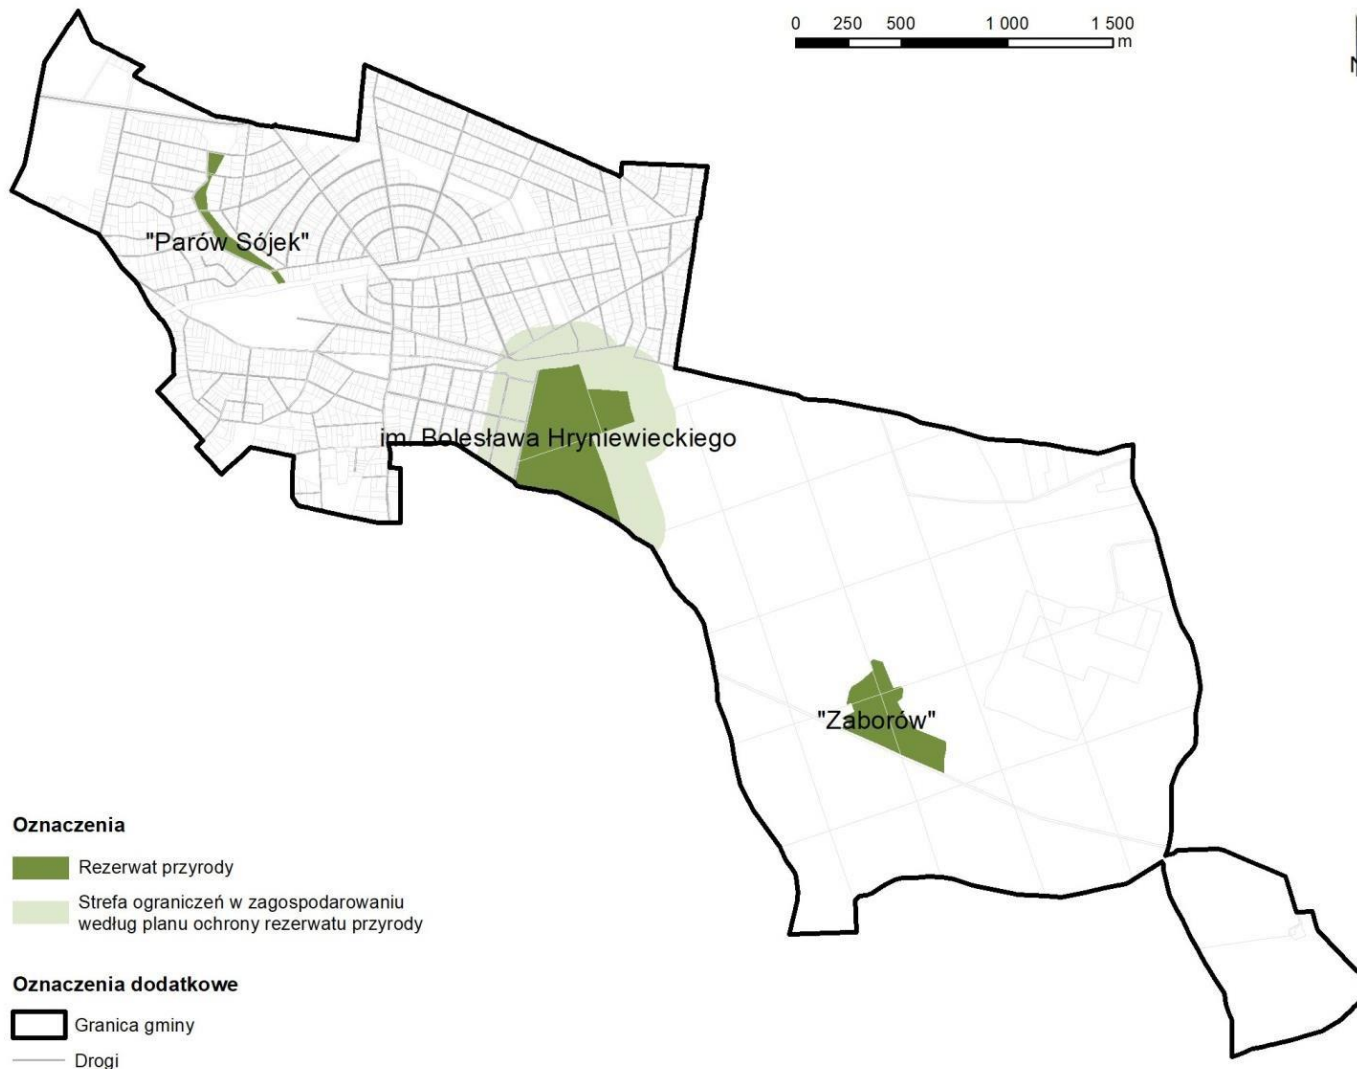 0 250 500 1 000 1 500
m
"Parów Sójek"
im. Bolesława Hryniewieckiego
"Zaborów"
Oznaczenia
Rezerwat przyrody
Strefa ograniczeń w zagospodarowaniu
według planu ochrony rezerwatu przyrody
Oznaczenia dodatkowe
Granica gminy
Drogi